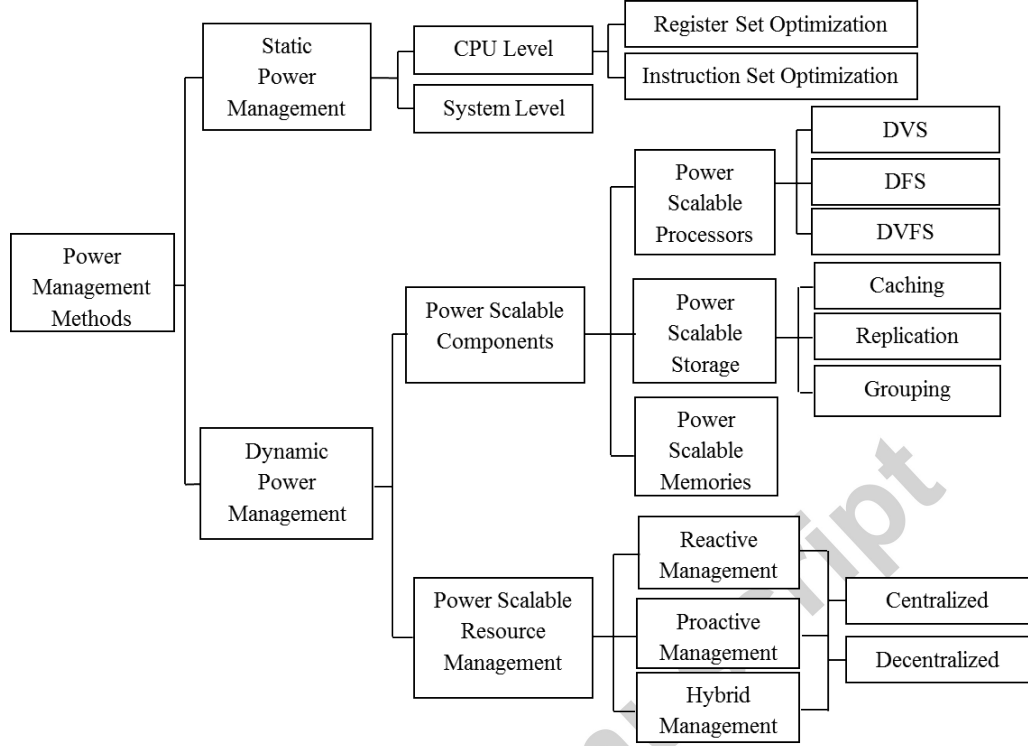 Power
Management
Methods
Static
Power
Management
CPU Level
System Level
Register Set Optimization
Instruction Set Optimization
Dynamic
Power
Management
Power Scalable
Components
Power
Scalable
Processors
DVS
DFS
DVFS
Power
Scalable
Storage
Caching
Replication
Grouping
Power
Scalable
Memories
Power Scalable
Resource
Management
Reactive
Management
Proactive
Management
Hybrid
Management
Centralized
Decentralized